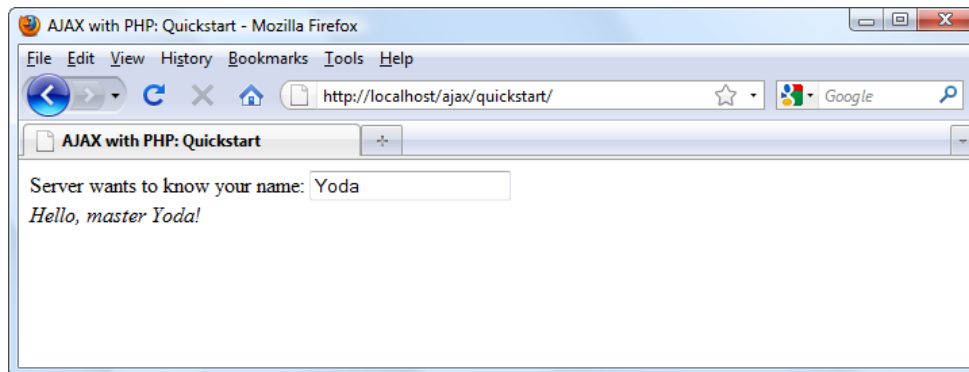 AJAX with PHP: Quickstart - Mozilla Firefox
File Edit View History Bookmarks Tools Help
http://localhost/ajax/quickstart/ Google
AJAX with PHP: Quickstart
Server wants to know your name: Yoda
Hello, master Yoda!